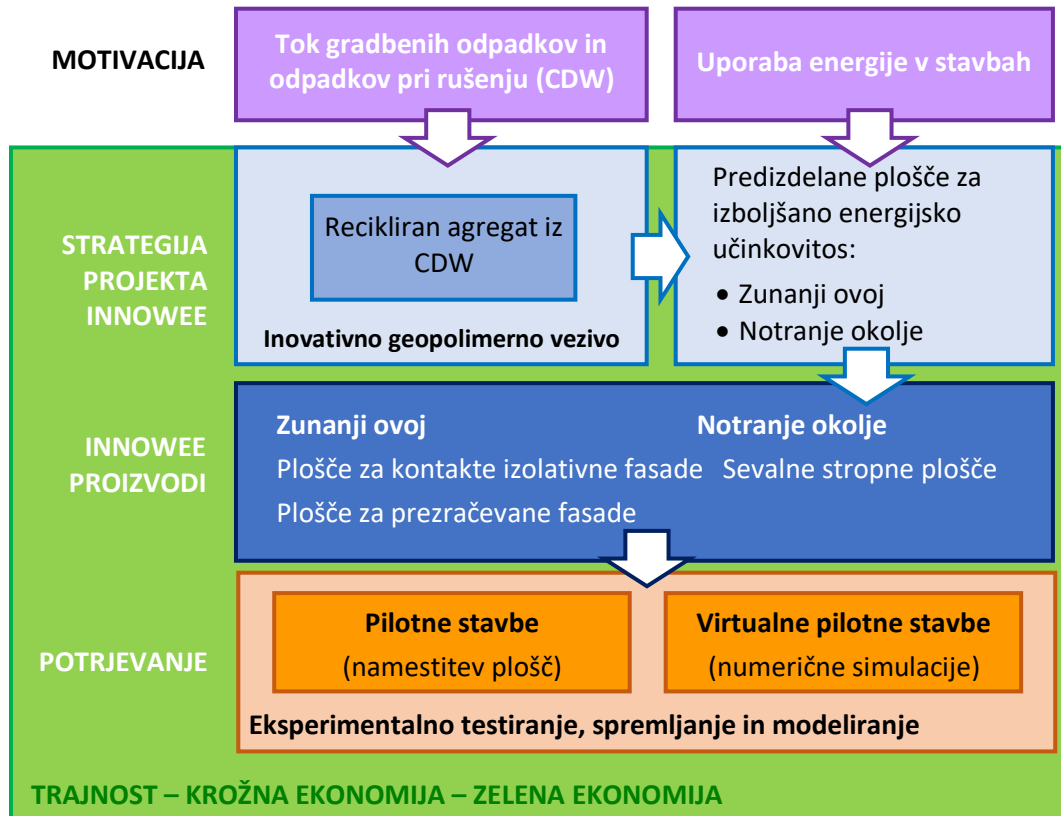 MOTIVACIJA
Tok gradbenih odpadkov in
odpadkov pri rušenju (CDW)
Uporaba energije v stavbah
STRATEGIJA
PROJEKTA
INNOWEE
Recikliran agregat iz
CDW
Inovativno geopolimerno vezivo
Predizdelane plošče za
izboljšano energijsko
učinkovitos:
• Zunanji ovoj
• Notranje okolje
INNOWEE
PROIZVODI
Zunanji ovoj
Plošče za kontakte izolativne fasade
Plošče za prezračevane fasade
Notranje okolje
Sevalne stropne plošče
POTRJEVANJE
Pilotne stavbe
(namestitev plošč)
Virtualne pilotne stavbe
(numerične simulacije)
Eksperimentalno testiranje, spremljanje in modeliranje
TRAJNOST – KROŽNA EKONOMIJA – ZELENA EKONOMIJA